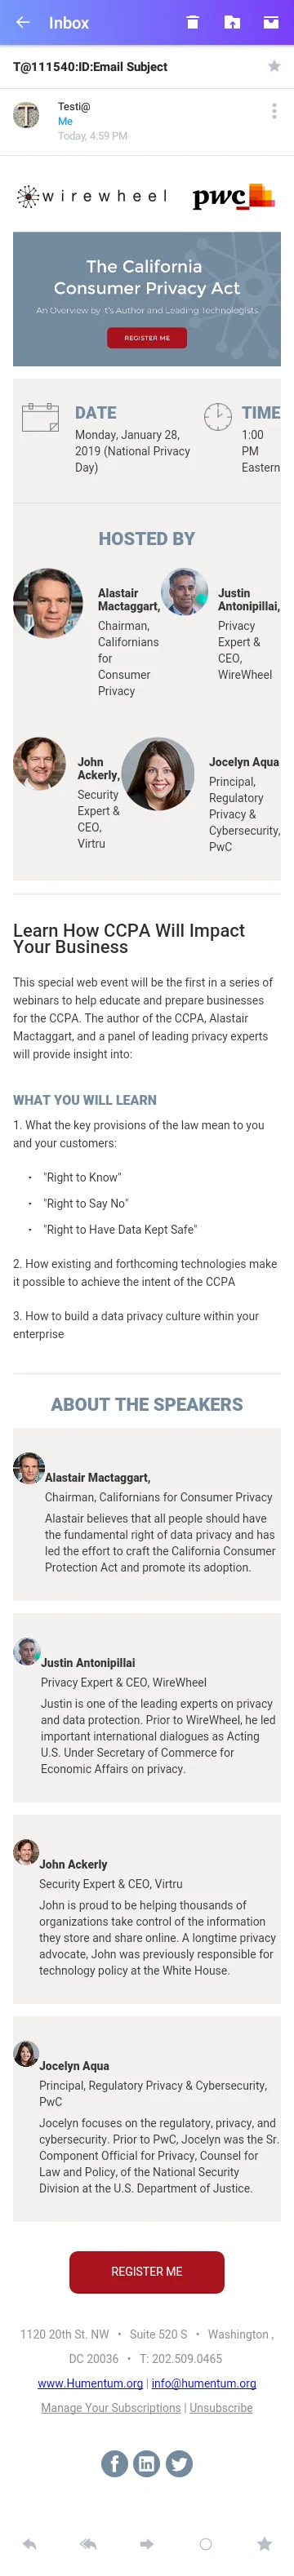 Inbox
T@111540:ID:Email Subject
Testi@
Me
Today, 4:59 PM
wirewheel
pwc
The California
Consumer Privacy Act
An Overview by it's Author and Leading Technologists
REGISTER ME
DATE
Monday, January 28,
2019 (National Privacy
Day)
TIME
1:00
PM
Eastern
HOSTED BY
Alastair
Mactaggart,
Chairman,
Californians
for
Consumer
Privacy
Justin
Antonipillai,
Privacy
Expert &
CEO,
WireWheel
John
Ackerly,
Security
Expert &
CEO,
Virtru
Jocelyn Aqua
Principal,
Regulatory
Privacy &
Cybersecurity,
PwC
Learn How CCPA Will Impact
Your Business
This special web event will be the first in a series of
webinars to help educate and prepare businesses
for the CCPA. The author of the CCPA, Alastair
Mactaggart, and a panel of leading privacy experts
will provide insight into:
WHAT YOU WILL LEARN
1. What the key provisions of the law mean to you
and your customers:
• "Right to Know"
• "Right to Say No"
• "Right to Have Data Kept Safe"
2. How existing and forthcoming technologies make
it possible to achieve the intent of the CCPA
3. How to build a data privacy culture within your
enterprise
ABOUT THE SPEAKERS
Alastair Mactaggart,
Chairman, Californians for Consumer Privacy
Alastair believes that all people should have
the fundamental right of data privacy and has
led the effort to craft the California Consumer
Protection Act and promote its adoption.
Justin Antonipillai
Privacy Expert & CEO, WireWheel
Justin is one of the leading experts on privacy
and data protection. Prior to WireWheel, he led
important international dialogues as Acting
U.S. Under Secretary of Commerce for
Economic Affairs on privacy.
John Ackerly
Security Expert & CEO, Virtru
John is proud to be helping thousands of
organizations take control of the information
they store and share online. A longtime privacy
advocate, John was previously responsible for
technology policy at the White House.
Jocelyn Aqua
Principal, Regulatory Privacy & Cybersecurity,
PwC
Jocelyn focuses on the regulatory, privacy, and
cybersecurity. Prior to PwC, Jocelyn was the Sr.
Component Official for Privacy, Counsel for
Law and Policy, of the National Security
Division at the U.S. Department of Justice.
REGISTER ME
1120 20th St. NW • Suite 520 S • Washington ,
DC 20036 • T: 202.509.0465
www.Humentum.org | info@humentum.org
Manage Your Subscriptions | Unsubscribe